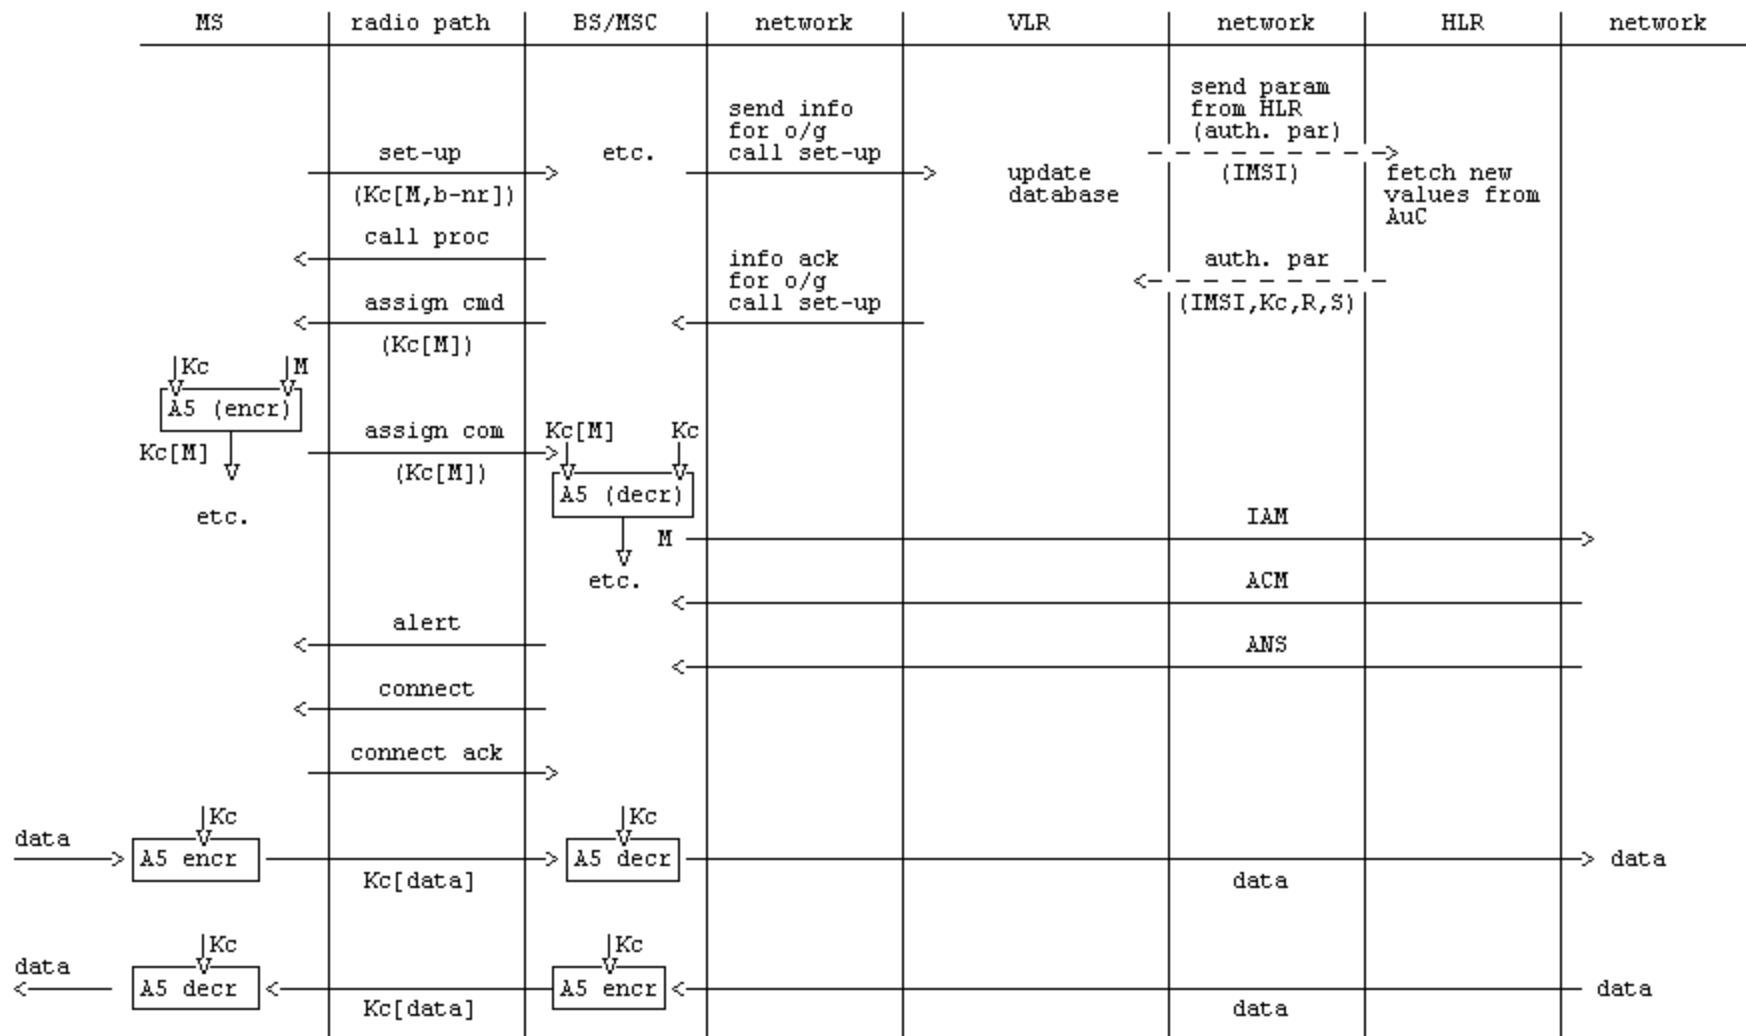 MS radio path BS/MSC network VLR network HLR network
send param
from HLR
(auth. par)
send info
for o/g
call set-up
set-up
etc.
(Kc[M,b-nr])
update
database
(IMSI)
fetch new
values from
AuC
call proc
info ack
for o/g
call set-up
auth. par
(IMSI,Kc,R,S)
assign cmd
(Kc[M])
Kc M
A5 (encr)
Kc[M]
etc.
assign com
(Kc[M])
Kc[M] Kc
A5 (decr)
M
etc.
IAM
ACM
alert
ANS
connect
connect ack
Kc Kc
data A5 encr A5 decr data
Kc[data] data
Kc Kc
data A5 decr A5 encr data
Kc[data] data